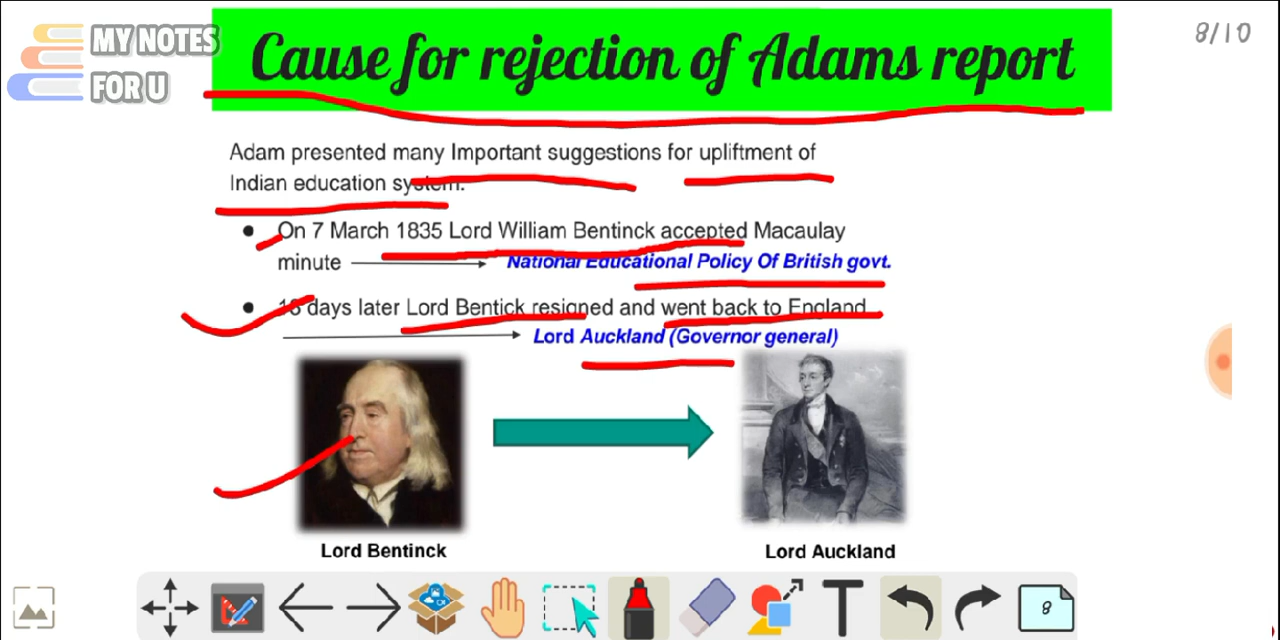 MY NOTES
FOR U
Cause for rejection of Adams report
8/10
Adam presented many Important suggestions for upliftment of
Indian education system.
On 7 March 1835 Lord William Bentinck accepted Macaulay
minute National Educational Policy Of British govt.
days later Lord Bentick resigned and went back to England
Lord Auckland (Governor general)
Lord Bentinck
Lord Auckland
T
8